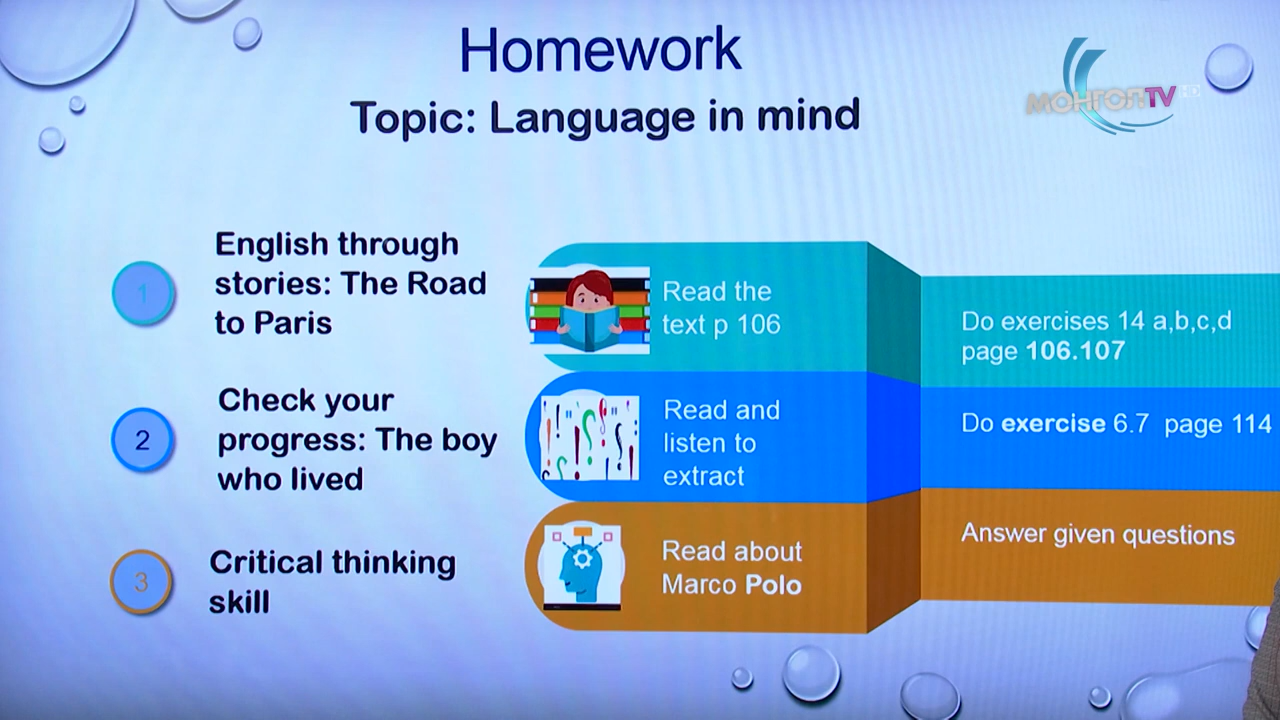 Homework
Topic: Language in mind
МОНГОЛTV HD
1
English through
stories: The Road
to Paris
Read the
text p 106
Do exercises 14 a,b,c,d
page 106.107
2
Check your
progress: The boy
who lived
Read and
listen to
extract
Do exercise 6.7 page 114
3
Critical thinking
skill
Read about
Marco Polo
Answer given questions